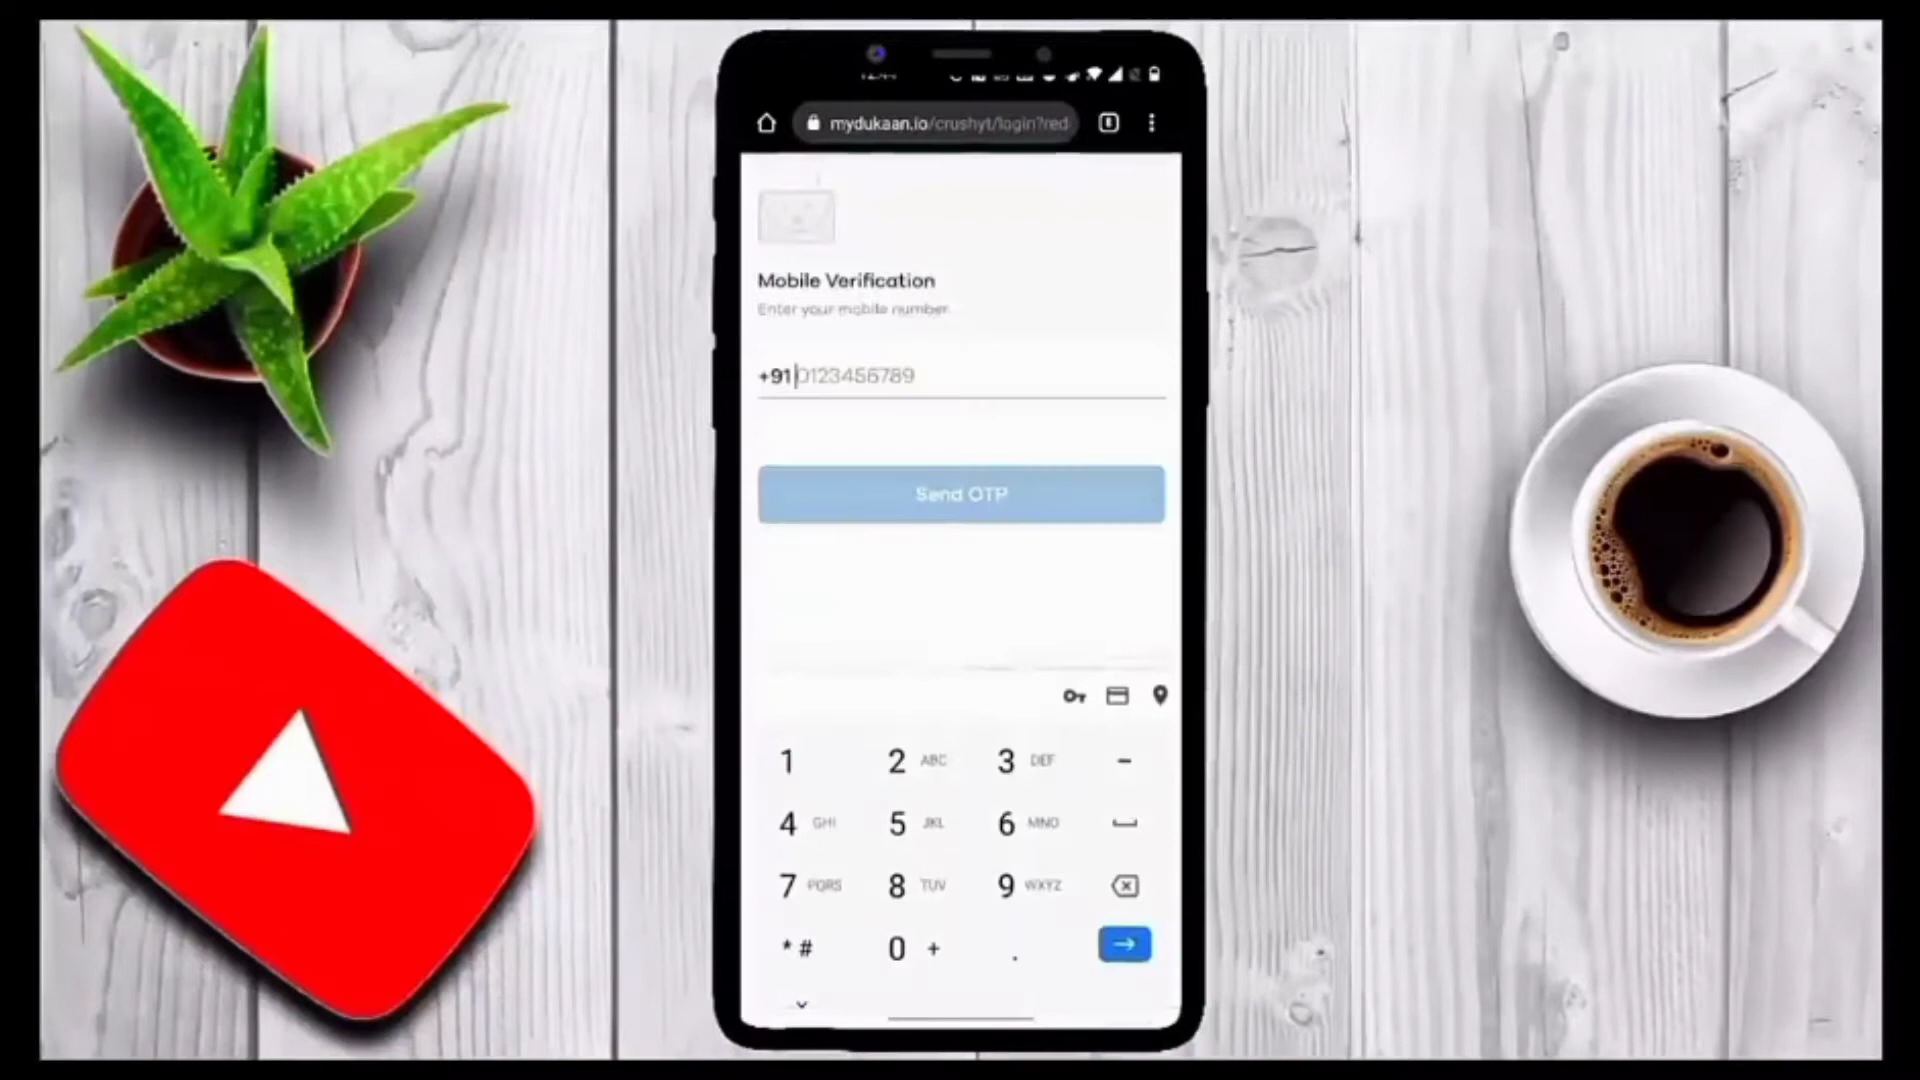 mydukaan.io/crushyt/login?red
Mobile Verification
Enter your mobile number
+91 0123456789
Send OTP
1 2 ABC 3 DEF -
4 GHI 5 JKL 6 MNO
7 PQRS 8 TUV 9 WXYZ
* # 0 + .